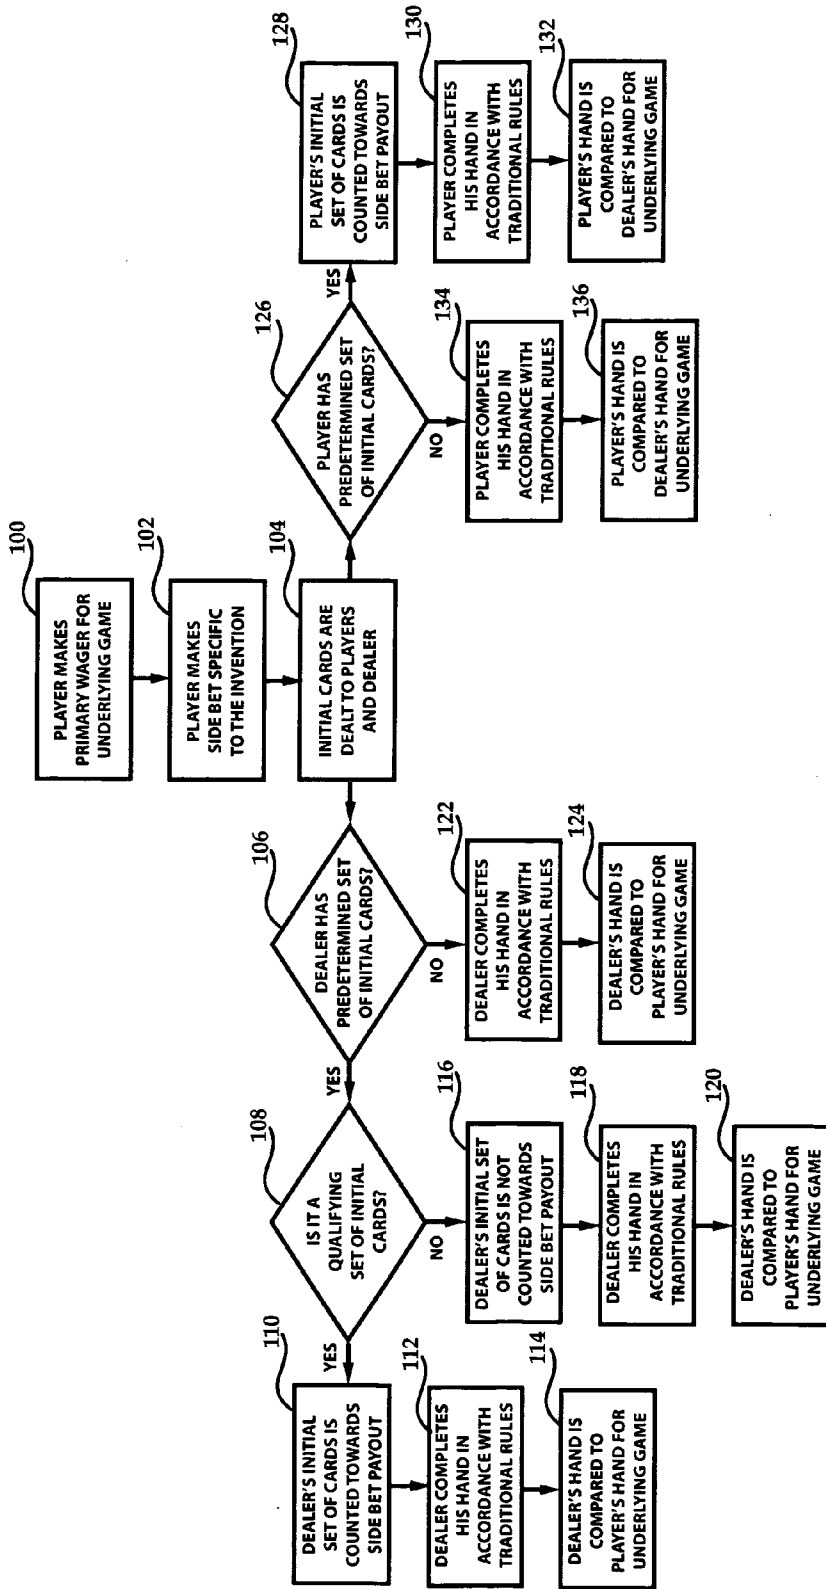 100
PLAYER MAKES
PRIMARY WAGER FOR
UNDERLYING GAME
102
PLAYER MAKES
SIDE BET SPECIFIC
TO THE INVENTION
104
INITIAL CARDS ARE
DEALT TO PLAYERS
AND DEALER
106
DEALER HAS
PREDETERMINED SET
OF INITIAL CARDS?
YES
NO
108
IS IT A
QUALIFYING
SET OF INITIAL
CARDS?
YES
NO
110
DEALER'S INITIAL
SET OF CARDS IS
COUNTED TOWARDS
SIDE BET PAYOUT
112
DEALER COMPLETES
HIS HAND IN
ACCORDANCE WITH
TRADITIONAL RULES
114
DEALER'S HAND IS
COMPARED TO
PLAYER'S HAND FOR
UNDERLYING GAME
116
DEALER'S INITIAL SET
OF CARDS IS NOT
COUNTED TOWARDS
SIDE BET PAYOUT
118
DEALER COMPLETES
HIS HAND IN
ACCORDANCE WITH
TRADITIONAL RULES
120
DEALER'S HAND IS
COMPARED TO
PLAYER'S HAND FOR
UNDERLYING GAME
122
DEALER COMPLETES
HIS HAND IN
ACCORDANCE WITH
TRADITIONAL RULES
124
DEALER'S HAND IS
COMPARED TO
PLAYER'S HAND FOR
UNDERLYING GAME
126
PLAYER HAS
PREDETERMINED SET
OF INITIAL CARDS?
YES
NO
128
PLAYER'S INITIAL
SET OF CARDS IS
COUNTED TOWARDS
SIDE BET PAYOUT
130
PLAYER COMPLETES
HIS HAND IN
ACCORDANCE WITH
TRADITIONAL RULES
132
PLAYER'S HAND IS
COMPARED TO
DEALER'S HAND FOR
UNDERLYING GAME
134
PLAYER COMPLETES
HIS HAND IN
ACCORDANCE WITH
TRADITIONAL RULES
136
PLAYER'S HAND IS
COMPARED TO
DEALER'S HAND FOR
UNDERLYING GAME